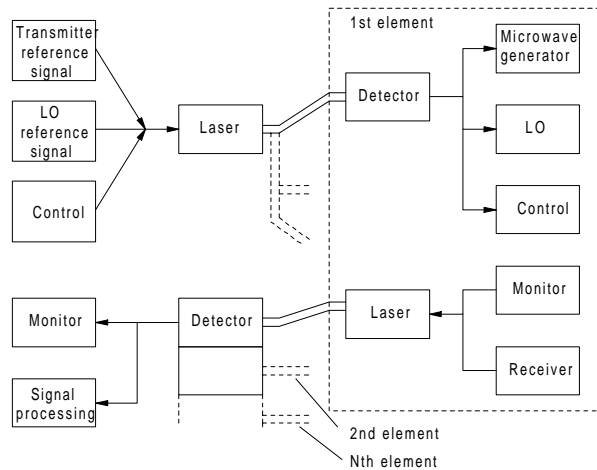 1st element
Transmitter
reference
signal
Microwave
generator
Laser
Detector
LO
reference
signal
LO
Control
Control
Monitor
Detector
Laser
Monitor
Signal
processing
Receiver
2nd element
Nth element